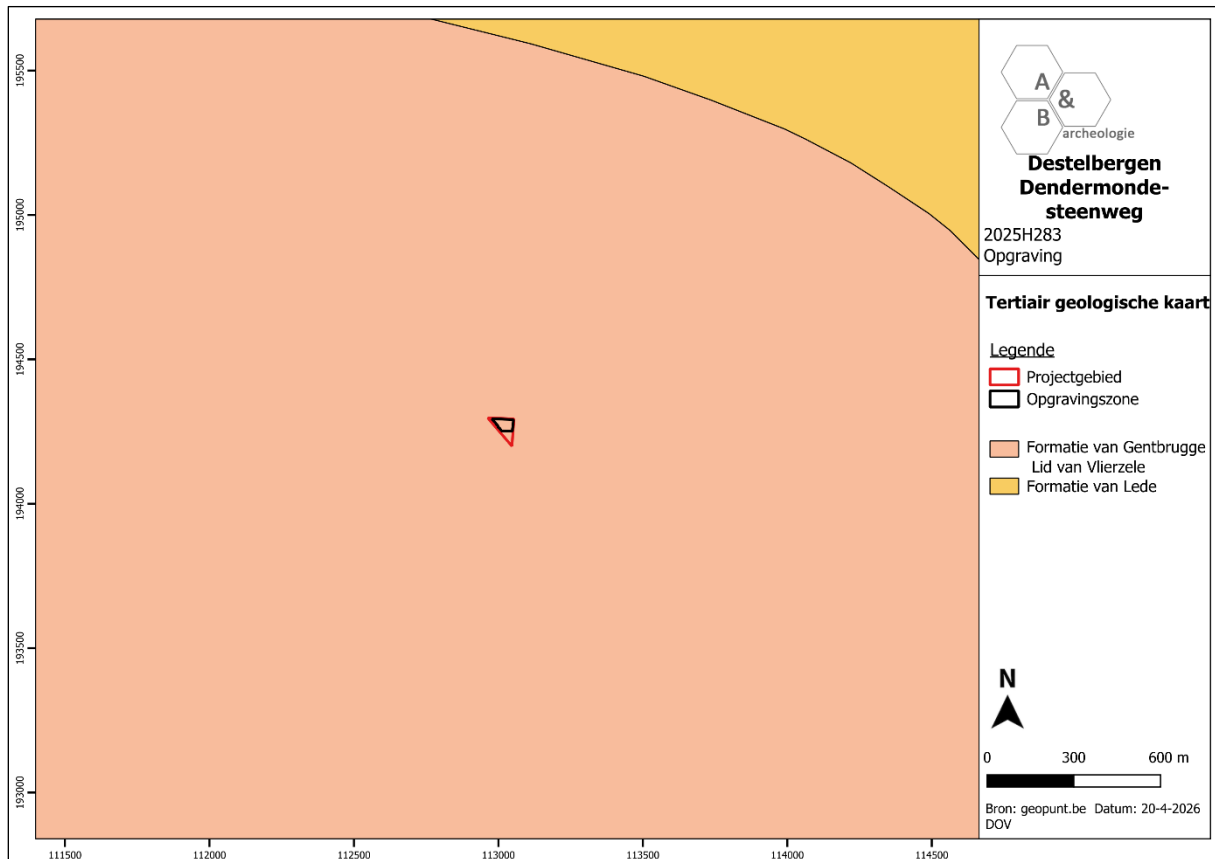 195500
195000
194500
194000
193500
193000
111500
112000
112500
113000
113500
114000
114500
A
&
B
archeologie
Destelbergen
Dendermonde-
steenweg
2025H283
Opgraving
Tertiair geologische kaart
Legende
Projectgebied
Opgravingszone
Formatie van Gentbrugge
Lid van Vlierzele
Formatie van Lede
N
0 300 600 m
Bron: geopunt.be Datum: 20-4-2026
DOV